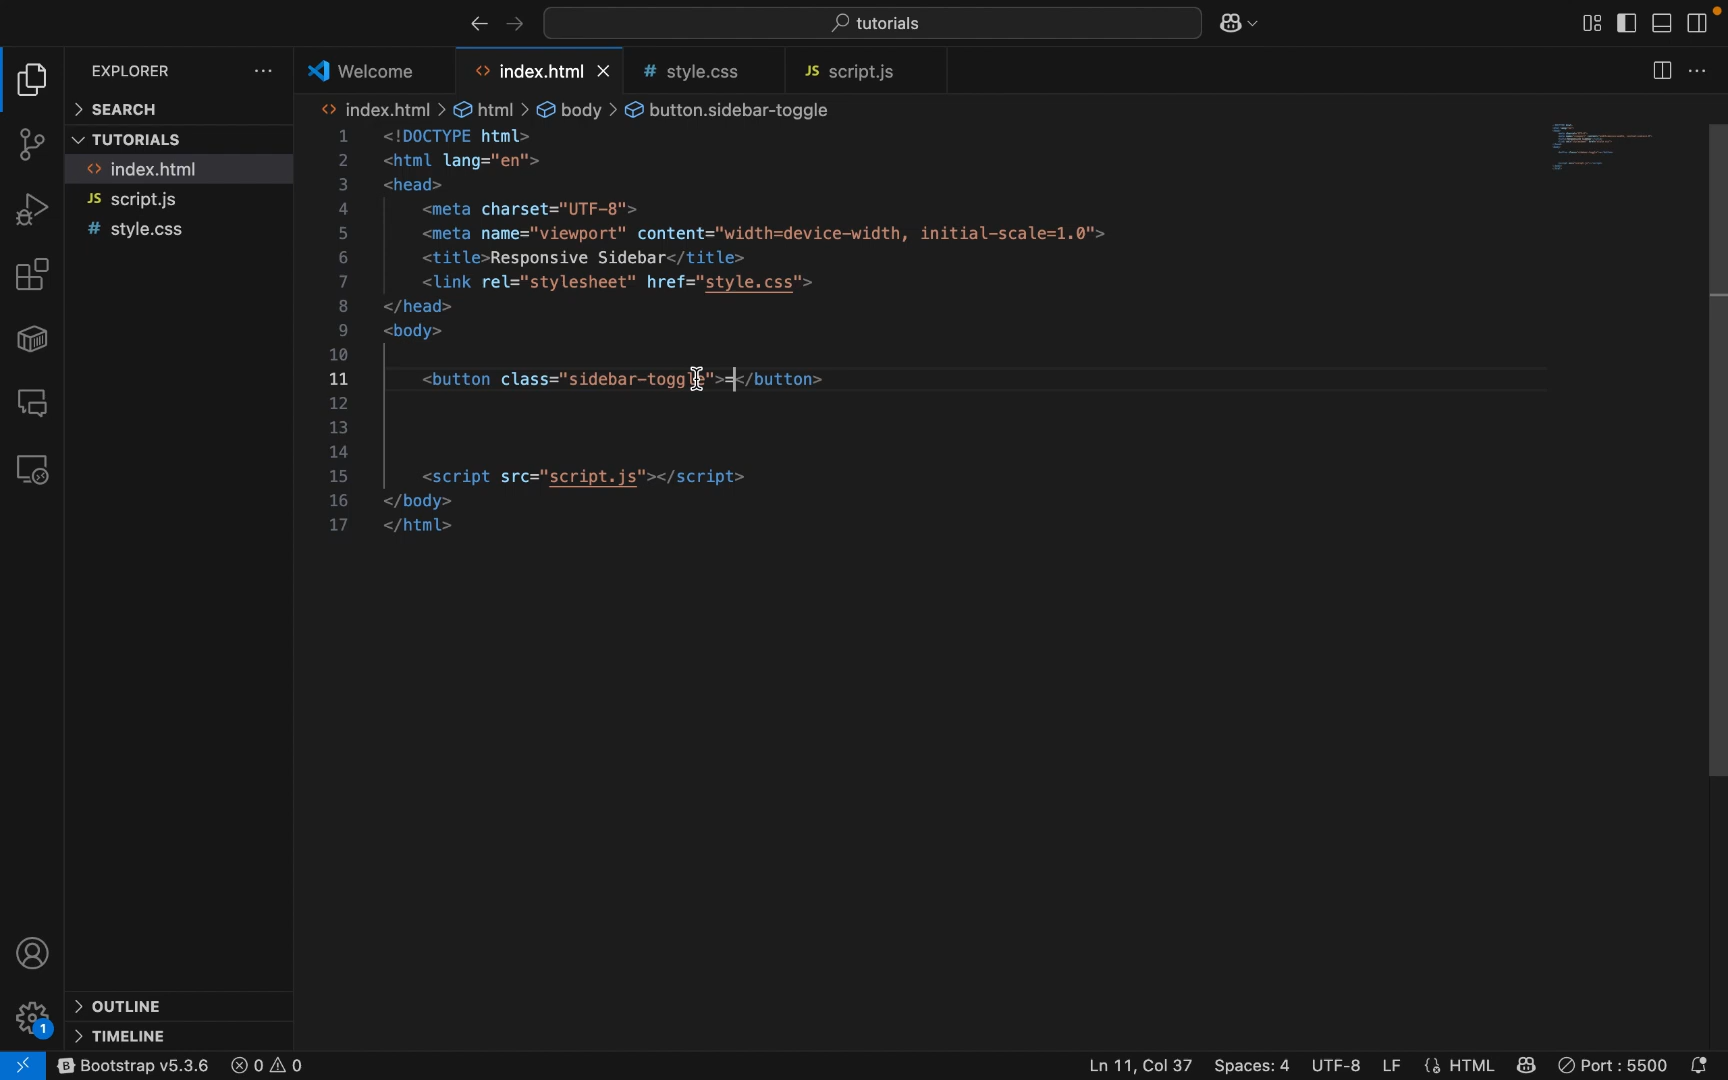 tutorials
EXPLORER
Welcome
index.html
# style.css
JS script.js
SEARCH
index.html > html > body > button.sidebar-toggle
TUTORIALS
index.html
JS script.js
# style.css
1 <!DOCTYPE html>
2 <html lang="en">
3 <head>
4 <meta charset="UTF-8">
5 <meta name="viewport" content="width=device-width, initial-scale=1.0">
6 <title>Responsive Sidebar</title>
7 <link rel="stylesheet" href="style.css">
8 </head>
9 <body>
10
11 <button class="sidebar-toggle">=</button>
12
13
14
15 <script src="script.js"></script>
16 </body>
17 </html>
OUTLINE
1
TIMELINE
B Bootstrap v5.3.6 0 0 Ln 11, Col 37 Spaces: 4 UTF-8 LF {} HTML Port : 5500